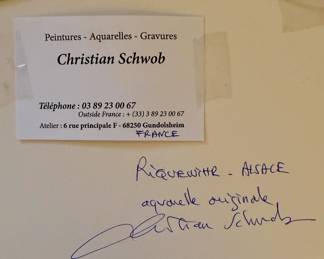 Peintures - Aquarelles - Gravures
Christian Schwob
Téléphone : 03 89 23 00 67
Outside France : + (33) 3 89 23 00 67
Atelier : 6 rue principale F - 68250 Gundolsheim
FRANCE
RIQUEWIHR - ALSACE
aquarelle originale
Christian Schwob